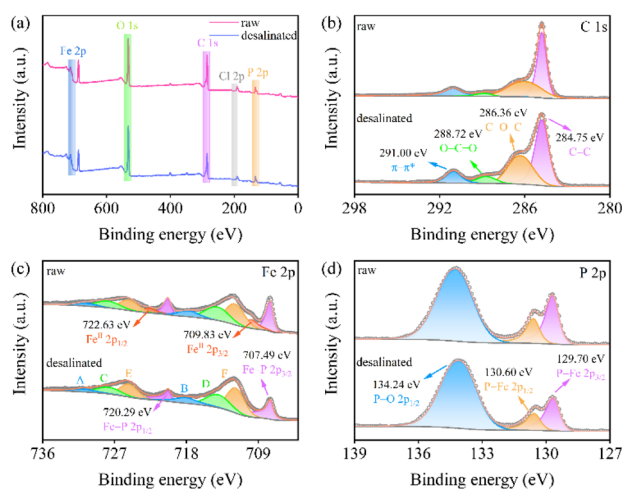 (a)
raw
desalinated
Fe 2p
O 1s
C 1s
Cl 2p
P 2p
Intensity (a.u.)
800 600 400 200 0
Binding energy (eV)
(b)
C 1s
raw
desalinated
286.36 eV
C–O–C
288.72 eV
O–C–O
291.00 eV
π–π*
284.75 eV
C–C
Intensity (a.u.)
298 292 286 280
Binding energy (eV)
(c)
Fe 2p
raw
722.63 eV
Fe^II 2p1/2
709.83 eV
Fe^II 2p3/2
707.49 eV
Fe–P 2p3/2
desalinated
A C E B D F
720.29 eV
Fe–P 2p1/2
Intensity (a.u.)
736 727 718 709
Binding energy (eV)
(d)
P 2p
raw
desalinated
134.24 eV
P–O 2p1/2
130.60 eV
P–Fe 2p1/2
129.70 eV
P–Fe 2p3/2
Intensity (a.u.)
139 136 133 130 127
Binding energy (eV)